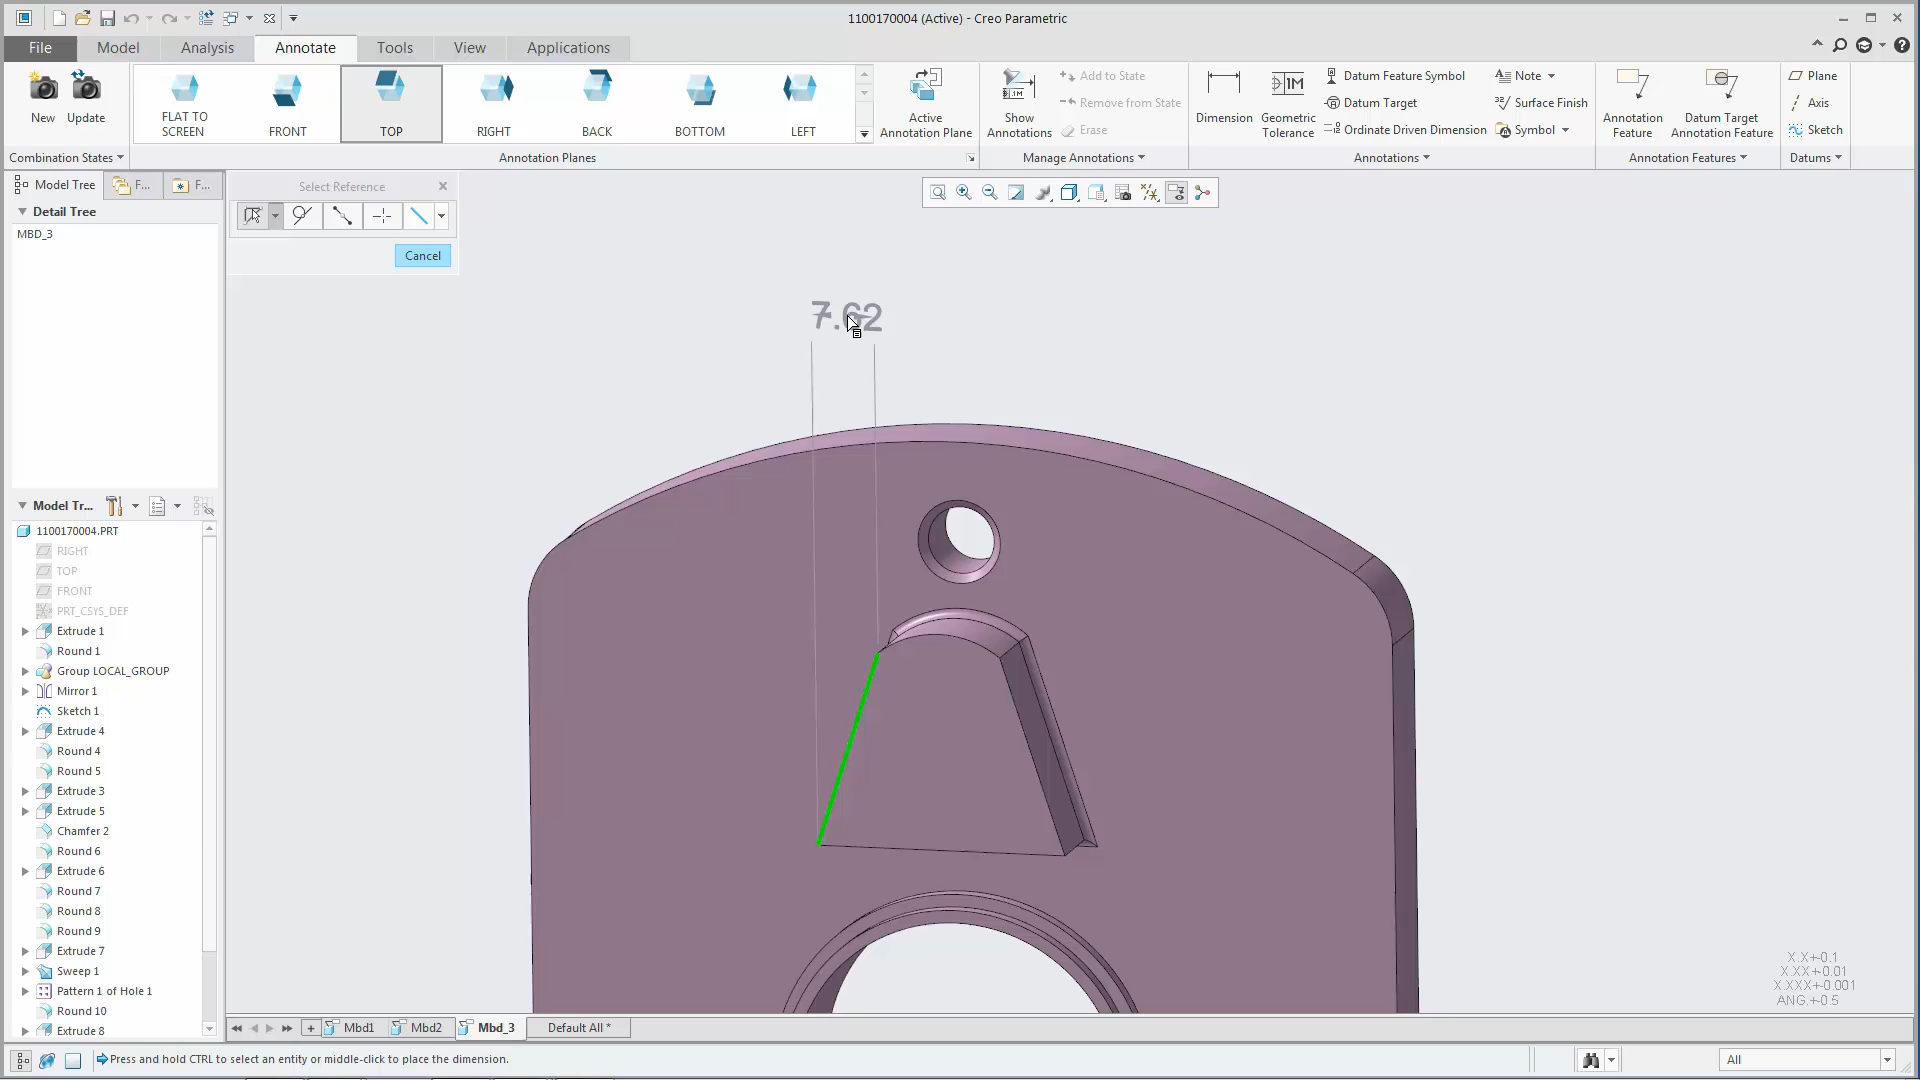 1100170004 (Active) - Creo Parametric
File
Model
Analysis
Annotate
Tools
View
Applications
New
Update
FLAT TO
SCREEN
FRONT
TOP
RIGHT
BACK
BOTTOM
LEFT
Active
Annotation Plane
Show
Annotations
Add to State
Remove from State
Erase
Dimension
Geometric
Tolerance
Datum Feature Symbol
Datum Target
Ordinate Driven Dimension
Note
Surface Finish
Symbol
Annotation
Feature
Datum Target
Annotation Feature
Plane
Axis
Sketch
Combination States
Annotation Planes
Manage Annotations
Annotations
Annotation Features
Datums
Model Tree
F...
F...
Select Reference
Cancel
Detail Tree
MBD_3
Model Tr...
1100170004.PRT
RIGHT
TOP
FRONT
PRT_CSYS_DEF
Extrude 1
Round 1
Group LOCAL_GROUP
Mirror 1
Sketch 1
Extrude 4
Round 4
Round 5
Extrude 3
Extrude 5
Chamfer 2
Round 6
Extrude 6
Round 7
Round 8
Round 9
Extrude 7
Sweep 1
Pattern 1 of Hole 1
Round 10
Extrude 8
7.62
X.X+-0.1
X.XX+-0.01
X.XXX+-0.001
ANG.+-0.5
Mbd1
Mbd2
Mbd_3
Default All *
Press and hold CTRL to select an entity or middle-click to place the dimension.
All